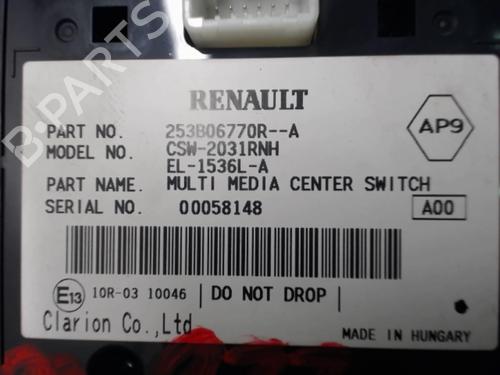 RENAULT
PART NO. 253B06770R--A
MODEL NO. CSW-2031RNH
EL-1536L-A
AP9
PART NAME. MULTI MEDIA CENTER SWITCH
SERIAL NO. 00058148
A00
E13 10R-03 10046 DO NOT DROP
Clarion Co.,Ltd
MADE IN HUNGARY